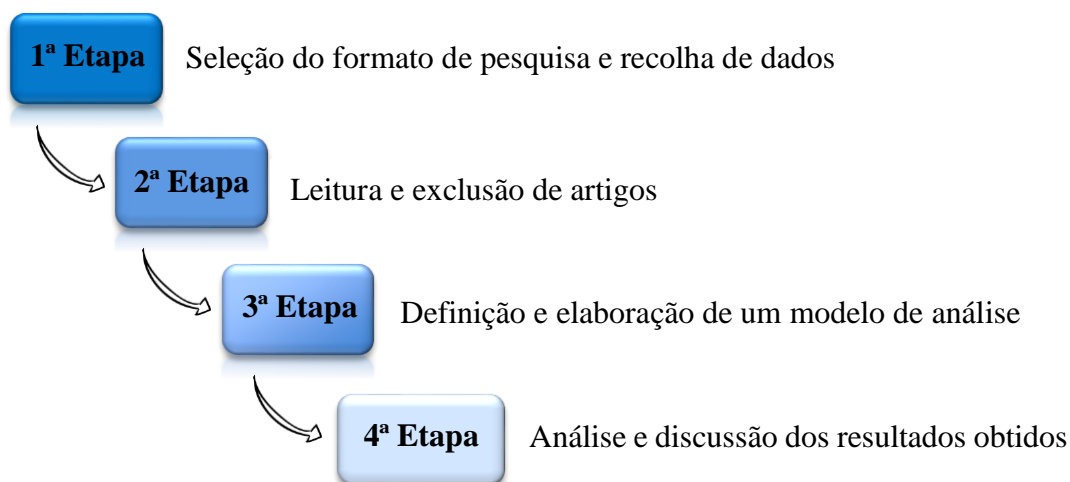 1ª Etapa Seleção do formato de pesquisa e recolha de dados
2ª Etapa Leitura e exclusão de artigos
3ª Etapa Definição e elaboração de um modelo de análise
4ª Etapa Análise e discussão dos resultados obtidos